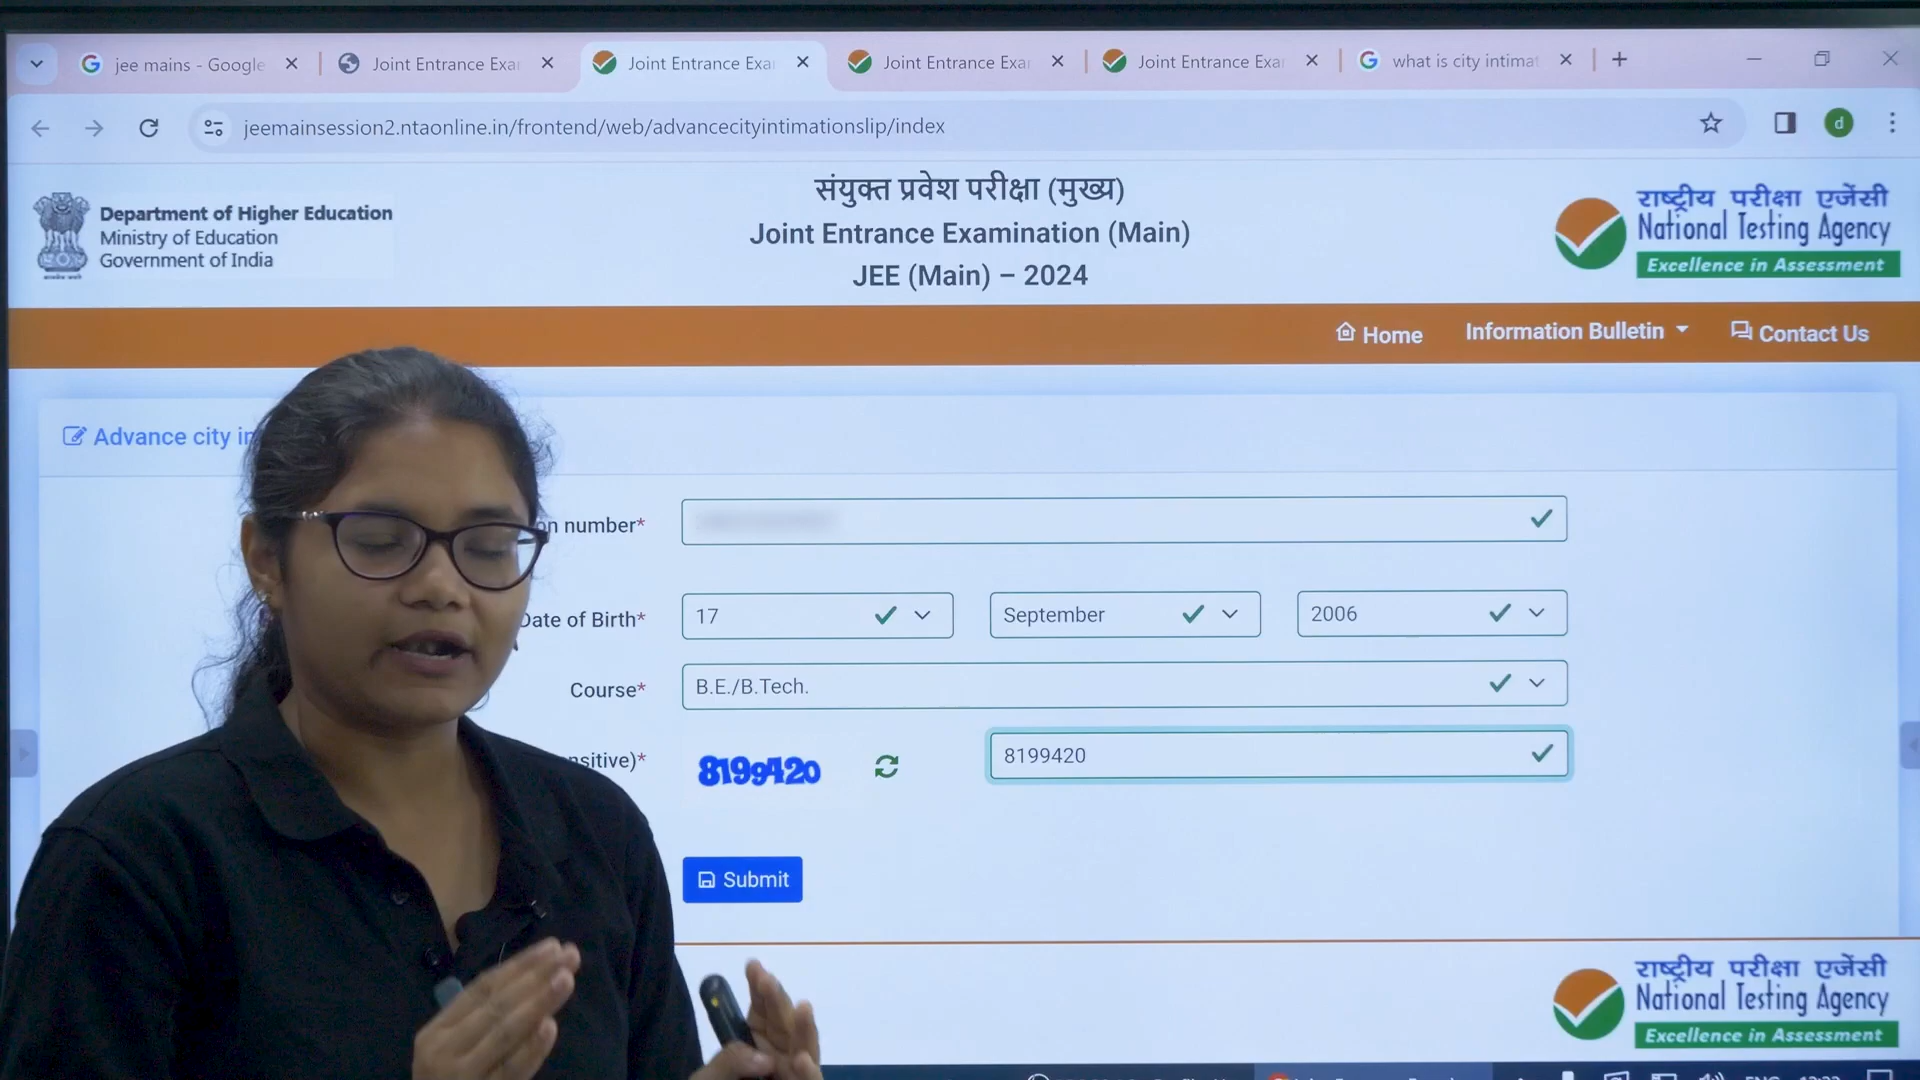 jee mains - Google
Joint Entrance Exa
Joint Entrance Exa
Joint Entrance Exa
Joint Entrance Exa
what is city intimat
jeemainsession2.ntaonline.in/frontend/web/advancecityintimationslip/index
d
Department of Higher Education
Ministry of Education
Government of India
संयुक्त प्रवेश परीक्षा (मुख्य)
Joint Entrance Examination (Main)
JEE (Main) – 2024
राष्ट्रीय परीक्षा एजेंसी
National Testing Agency
Excellence in Assessment
Home
Information Bulletin
Contact Us
Advance city in
on number*
Date of Birth*
17
September
2006
Course*
B.E./B.Tech.
nsitive)*
8199420
8199420
Submit
राष्ट्रीय परीक्षा एजेंसी
National Testing Agency
Excellence in Assessment